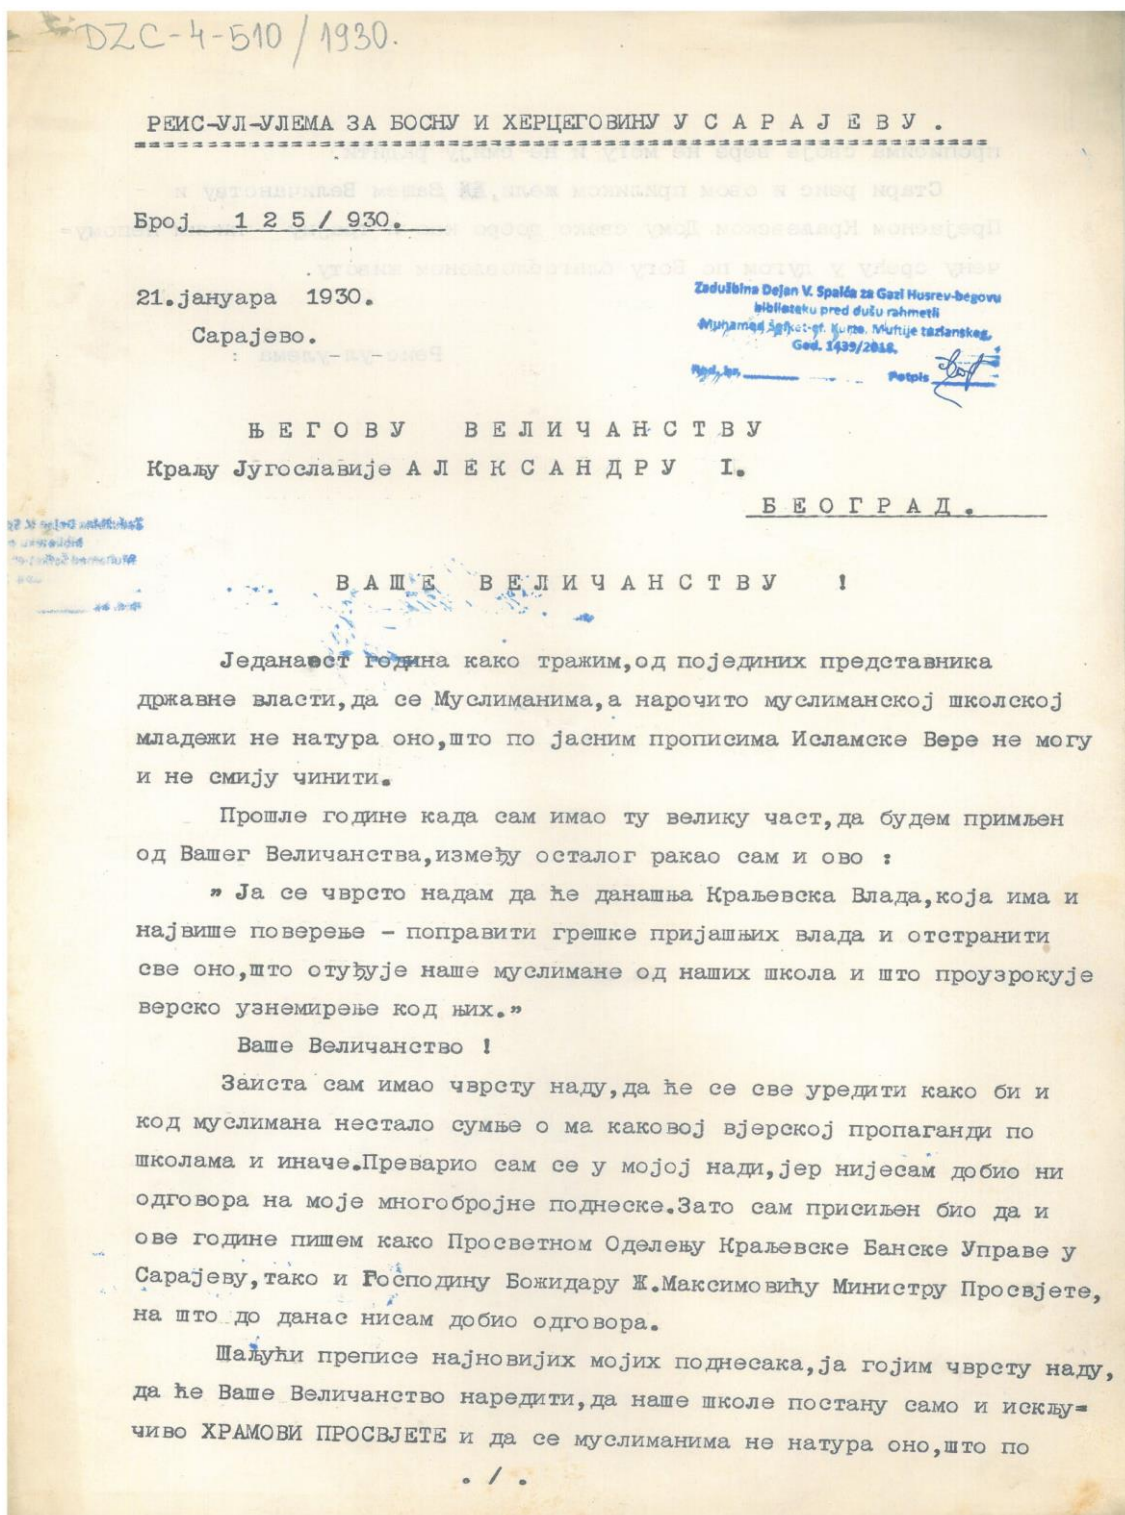 DZC-4-510/1930.
РЕИС-УЛ-УЛЕМА ЗА БОСНУ И ХЕРЦЕГОВИНУ У С А Р А Ј Е В У .
Број 1 2 5 / 930.
21.јануара 1930.
Сарајево.
Zadužbina Dejan V. Spalća za Gazi Husrev-begovu
biblioteku pred dušu rahmetli
Muhamed Šefket-ef. Kurte. Muftije tuzlanskog,
God. 1439/2018.
Red. br. Potpis
Њ Е Г О В У В Е Л И Ч А Н С Т В У
Краљу Југославије А Л Е К С А Н Д Р У I.
Б Е О Г Р А Д .
В А Ш Е В Е Л И Ч А Н С Т В У !
Једанаест година како тражим,од појединих представника
државне власти,да се Муслиманима,а нарочито муслиманској школској
младежи не натура оно,што по јасним прописима Исламске Вере не могу
и не смију чинити.
Прошле године када сам имао ту велику част,да будем примљен
од Вашег Величанства,између осталог ракао сам и ово :
" Ја се чврсто надам да ће данашња Краљевска Влада,која има и
највише поверење - поправити грешке пријашњих влада и отстранити
све оно,што отуђује наше муслимане од наших школа и што проузрокује
верско узнемирење код њих."
Ваше Величанство !
Заиста сам имао чврсту наду,да ће се све уредити како би и
код муслимана нестало сумње о ма каковој вјерској пропаганди по
школама и иначе.Преварио сам се у мојој нади,јер нијесам добио ни
одговора на моје многобројне поднеске.Зато сам присиљен био да и
ове године пишем како Просветном Оделењу Краљевске Банске Управе у
Сарајеву,тако и Господину Божидару Ж.Максимовићу Министру Просвјете,
на што до данас нисам добио одговора.
Шаљући преписе најновијих мојих поднесака,ја гојим чврсту наду,
да ће Ваше Величанство наредити,да наше школе постану само и искљу=
чиво ХРАМОВИ ПРОСВЈЕТЕ и да се муслиманима не натура оно,што по
. / .